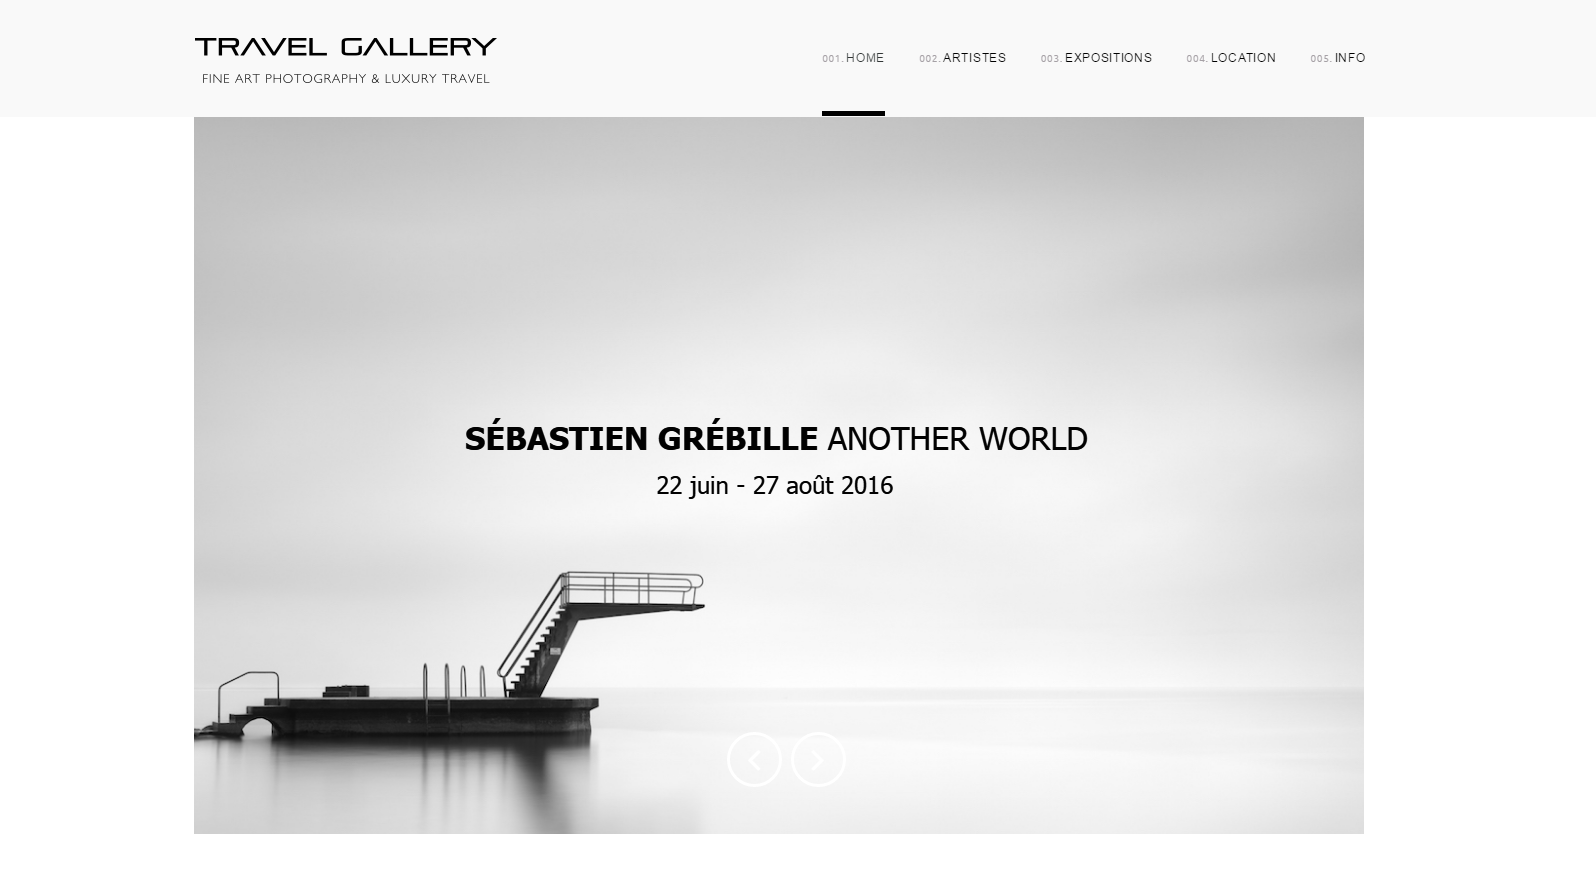 TRAVEL GALLERY
FINE ART PHOTOGRAPHY & LUXURY TRAVEL
001. HOME 002. ARTISTES 003. EXPOSITIONS 004. LOCATION 005. INFO
SÉBASTIEN GRÉBILLE ANOTHER WORLD
22 juin - 27 août 2016